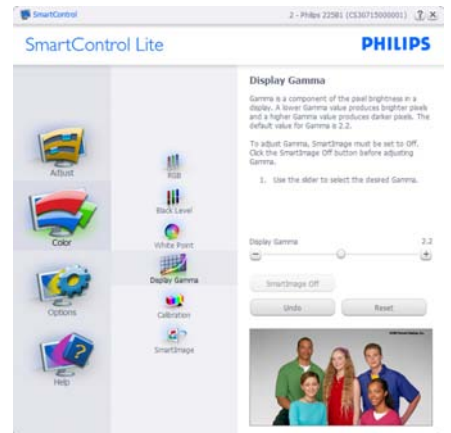 SmartControl
2 - Philips 225B1 (CS30715000001)
SmartControl Lite
PHILIPS
Adjust
Color
Options
Help
RGB
Black Level
White Point
Display Gamma
Calibration
SmartImage
Display Gamma
Gamma is a component of the pixel brightness in a
display. A lower Gamma value produces brighter pixels
and a higher Gamma value produces darker pixels. The
default value for Gamma is 2.2.
To adjust Gamma, SmartImage must be set to Off.
Click the SmartImage Off button before adjusting
Gamma.
1. Use the slider to select the desired Gamma.
Display Gamma
2.2
SmartImage Off
Undo
Reset